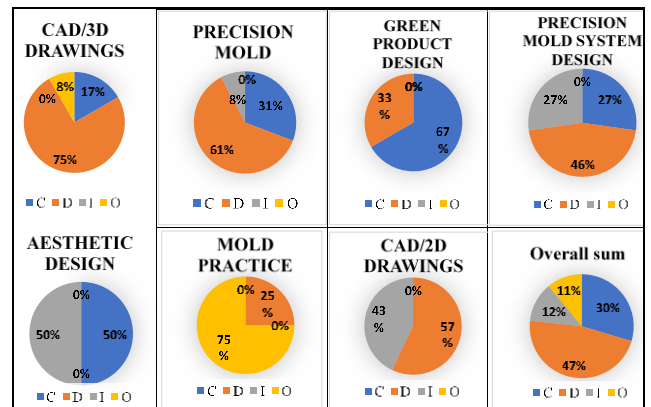 CAD/3D
DRAWINGS
8%
17%
0%
75%
C D I O
PRECISION
MOLD
0%
8%
31%
61%
C D I O
GREEN
PRODUCT
DESIGN
0%
33
%
67
%
C D I O
PRECISION
MOLD SYSTEM
DESIGN
0%
27%
27%
46%
C D I O
AESTHETIC
DESIGN
0%
50%
50%
0%
C D I O
MOLD
PRACTICE
0%
25
%
0%
75
%
C D I O
CAD/2D
DRAWINGS
0%
43
%
57
%
C D I O
Overall sum
11%
30%
12%
47%
C D I O